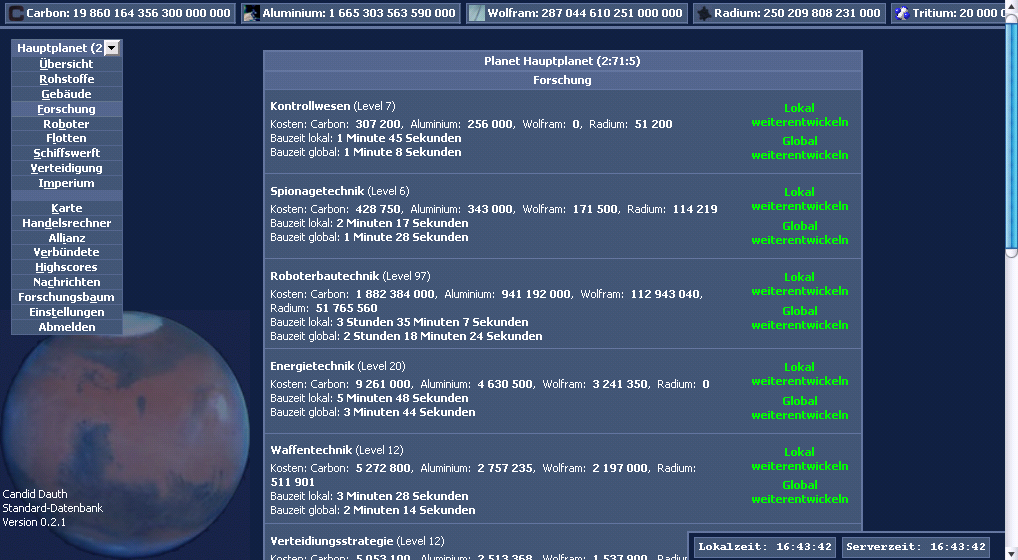 Carbon: 19 860 164 356 300 000 000 Aluminium: 1 665 303 563 590 000 Wolfram: 287 044 610 251 000 000 Radium: 250 209 808 231 000 Tritium: 20 000
Hauptplanet (2
Übersicht
Rohstoffe
Gebäude
Forschung
Roboter
Flotten
Schiffswerft
Verteidigung
Imperium
Karte
Handelsrechner
Allianz
Verbündete
Highscores
Nachrichten
Forschungsbaum
Einstellungen
Abmelden
Candid Dauth
Standard-Datenbank
Version 0.2.1
Planet Hauptplanet (2:71:5)
Forschung
Kontrollwesen (Level 7)
Kosten: Carbon: 307 200, Aluminium: 256 000, Wolfram: 0, Radium: 51 200
Bauzeit lokal: 1 Minute 45 Sekunden
Bauzeit global: 1 Minute 8 Sekunden
Lokal
weiterentwickeln
Global
weiterentwickeln
Spionagetechnik (Level 6)
Kosten: Carbon: 428 750, Aluminium: 343 000, Wolfram: 171 500, Radium: 114 219
Bauzeit lokal: 2 Minuten 17 Sekunden
Bauzeit global: 1 Minute 28 Sekunden
Lokal
weiterentwickeln
Global
weiterentwickeln
Roboterbautechnik (Level 97)
Kosten: Carbon: 1 882 384 000, Aluminium: 941 192 000, Wolfram: 112 943 040,
Radium: 51 765 560
Bauzeit lokal: 3 Stunden 35 Minuten 7 Sekunden
Bauzeit global: 2 Stunden 18 Minuten 24 Sekunden
Lokal
weiterentwickeln
Global
weiterentwickeln
Energietechnik (Level 20)
Kosten: Carbon: 9 261 000, Aluminium: 4 630 500, Wolfram: 3 241 350, Radium: 0
Bauzeit lokal: 5 Minuten 48 Sekunden
Bauzeit global: 3 Minuten 44 Sekunden
Lokal
weiterentwickeln
Global
weiterentwickeln
Waffentechnik (Level 12)
Kosten: Carbon: 5 272 800, Aluminium: 2 757 235, Wolfram: 2 197 000, Radium:
511 901
Bauzeit lokal: 3 Minuten 28 Sekunden
Bauzeit global: 2 Minuten 14 Sekunden
Lokal
weiterentwickeln
Global
weiterentwickeln
Verteidiungsstrategie (Level 12)
Kosten: Carbon: 5 053 100, Aluminium: 2 513 368, Wolfram: 1 537 900, Radium:
Lokalzeit: 16:43:42 Serverzeit: 16:43:42